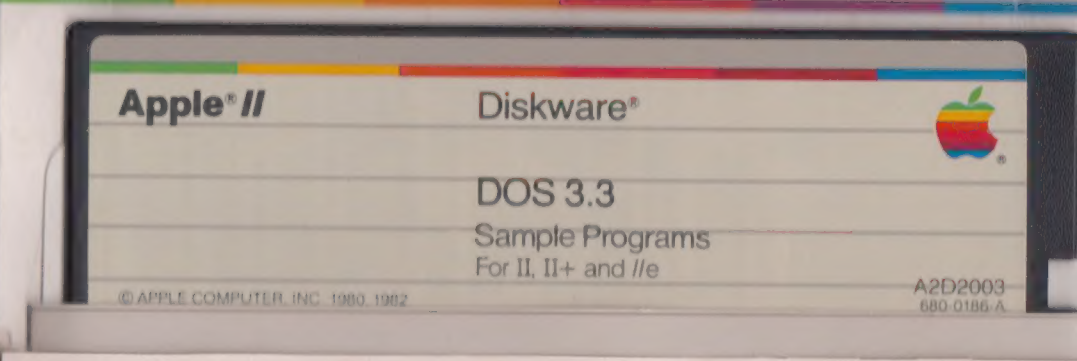 Apple® II
Diskware®
®
DOS 3.3
Sample Programs
For II, II+ and //e
© APPLE COMPUTER, INC. 1980, 1982
A2D2003
680-0186-A